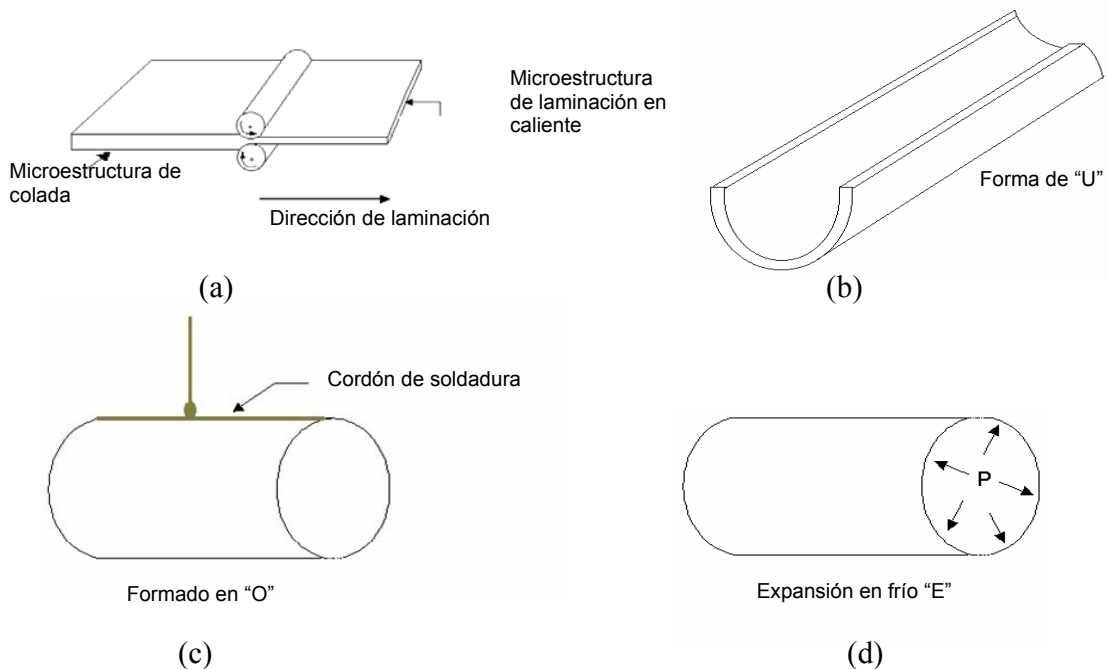 Microestructura
de laminación en
caliente
Microestructura de
colada
Dirección de laminación
(a)
Forma de “U”
(b)
Cordón de soldadura
Formado en “O”
(c)
P
Expansión en frío “E”
(d)